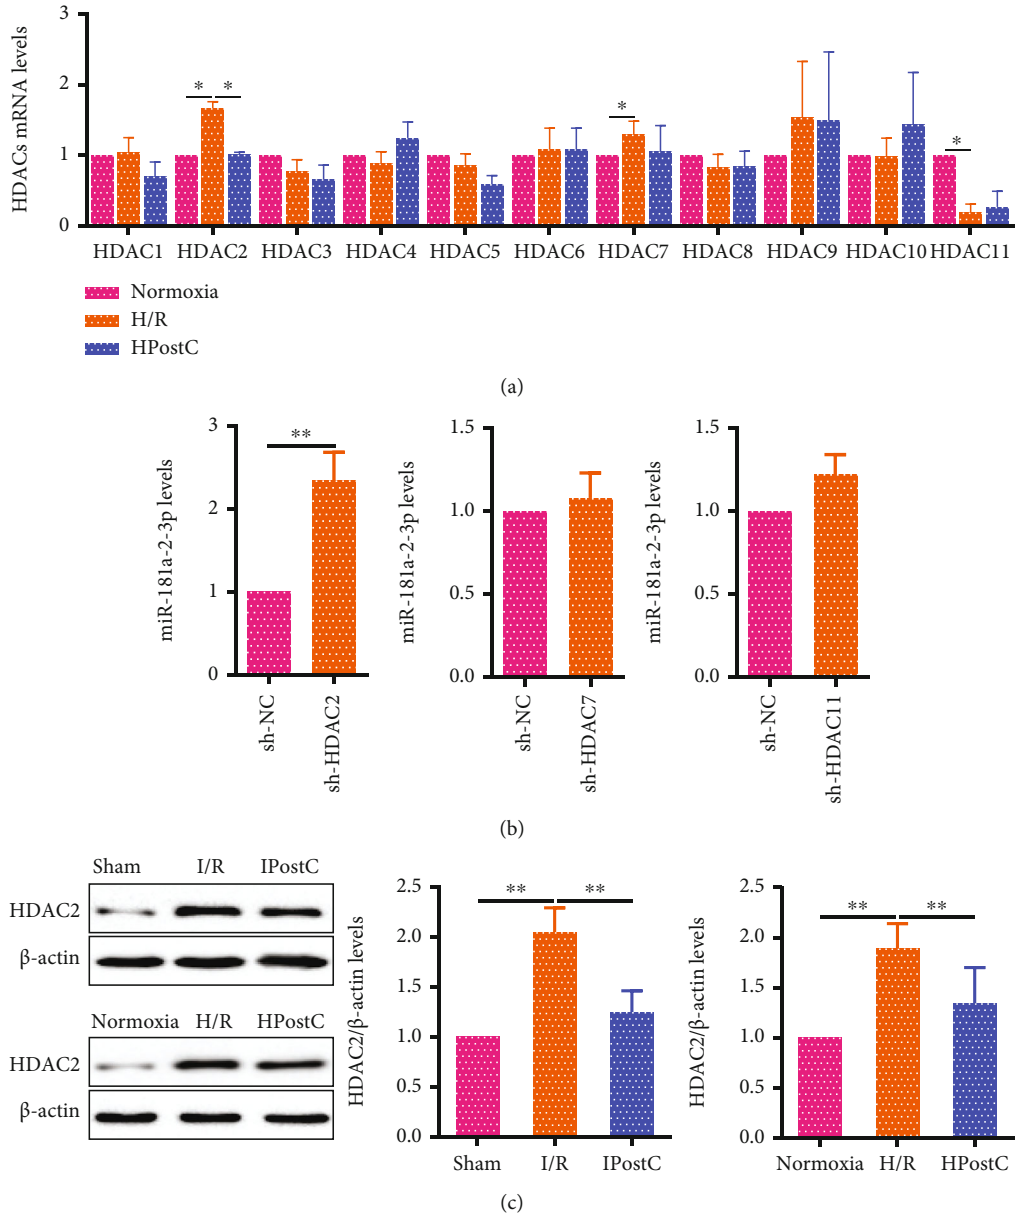 HDACs mRNA levels
3
2
1
0
* * * *
HDAC1 HDAC2 HDAC3 HDAC4 HDAC5 HDAC6 HDAC7 HDAC8 HDAC9 HDAC10 HDAC11
Normoxia
H/R
HPostC
(a)
miR-181a-2-3p levels
3
2
1
0
**
sh-NC
sh-HDAC2
miR-181a-2-3p levels
1.5
1.0
0.5
0.0
sh-NC
sh-HDAC7
miR-181a-2-3p levels
1.5
1.0
0.5
0.0
sh-NC
sh-HDAC11
(b)
Sham I/R IPostC
HDAC2
β-actin
Normoxia H/R HPostC
HDAC2
β-actin
HDAC2/β-actin levels
2.5
2.0
1.5
1.0
0.5
0.0
** **
Sham I/R IPostC
HDAC2/β-actin levels
2.5
2.0
1.5
1.0
0.5
0.0
** **
Normoxia H/R HPostC
(c)